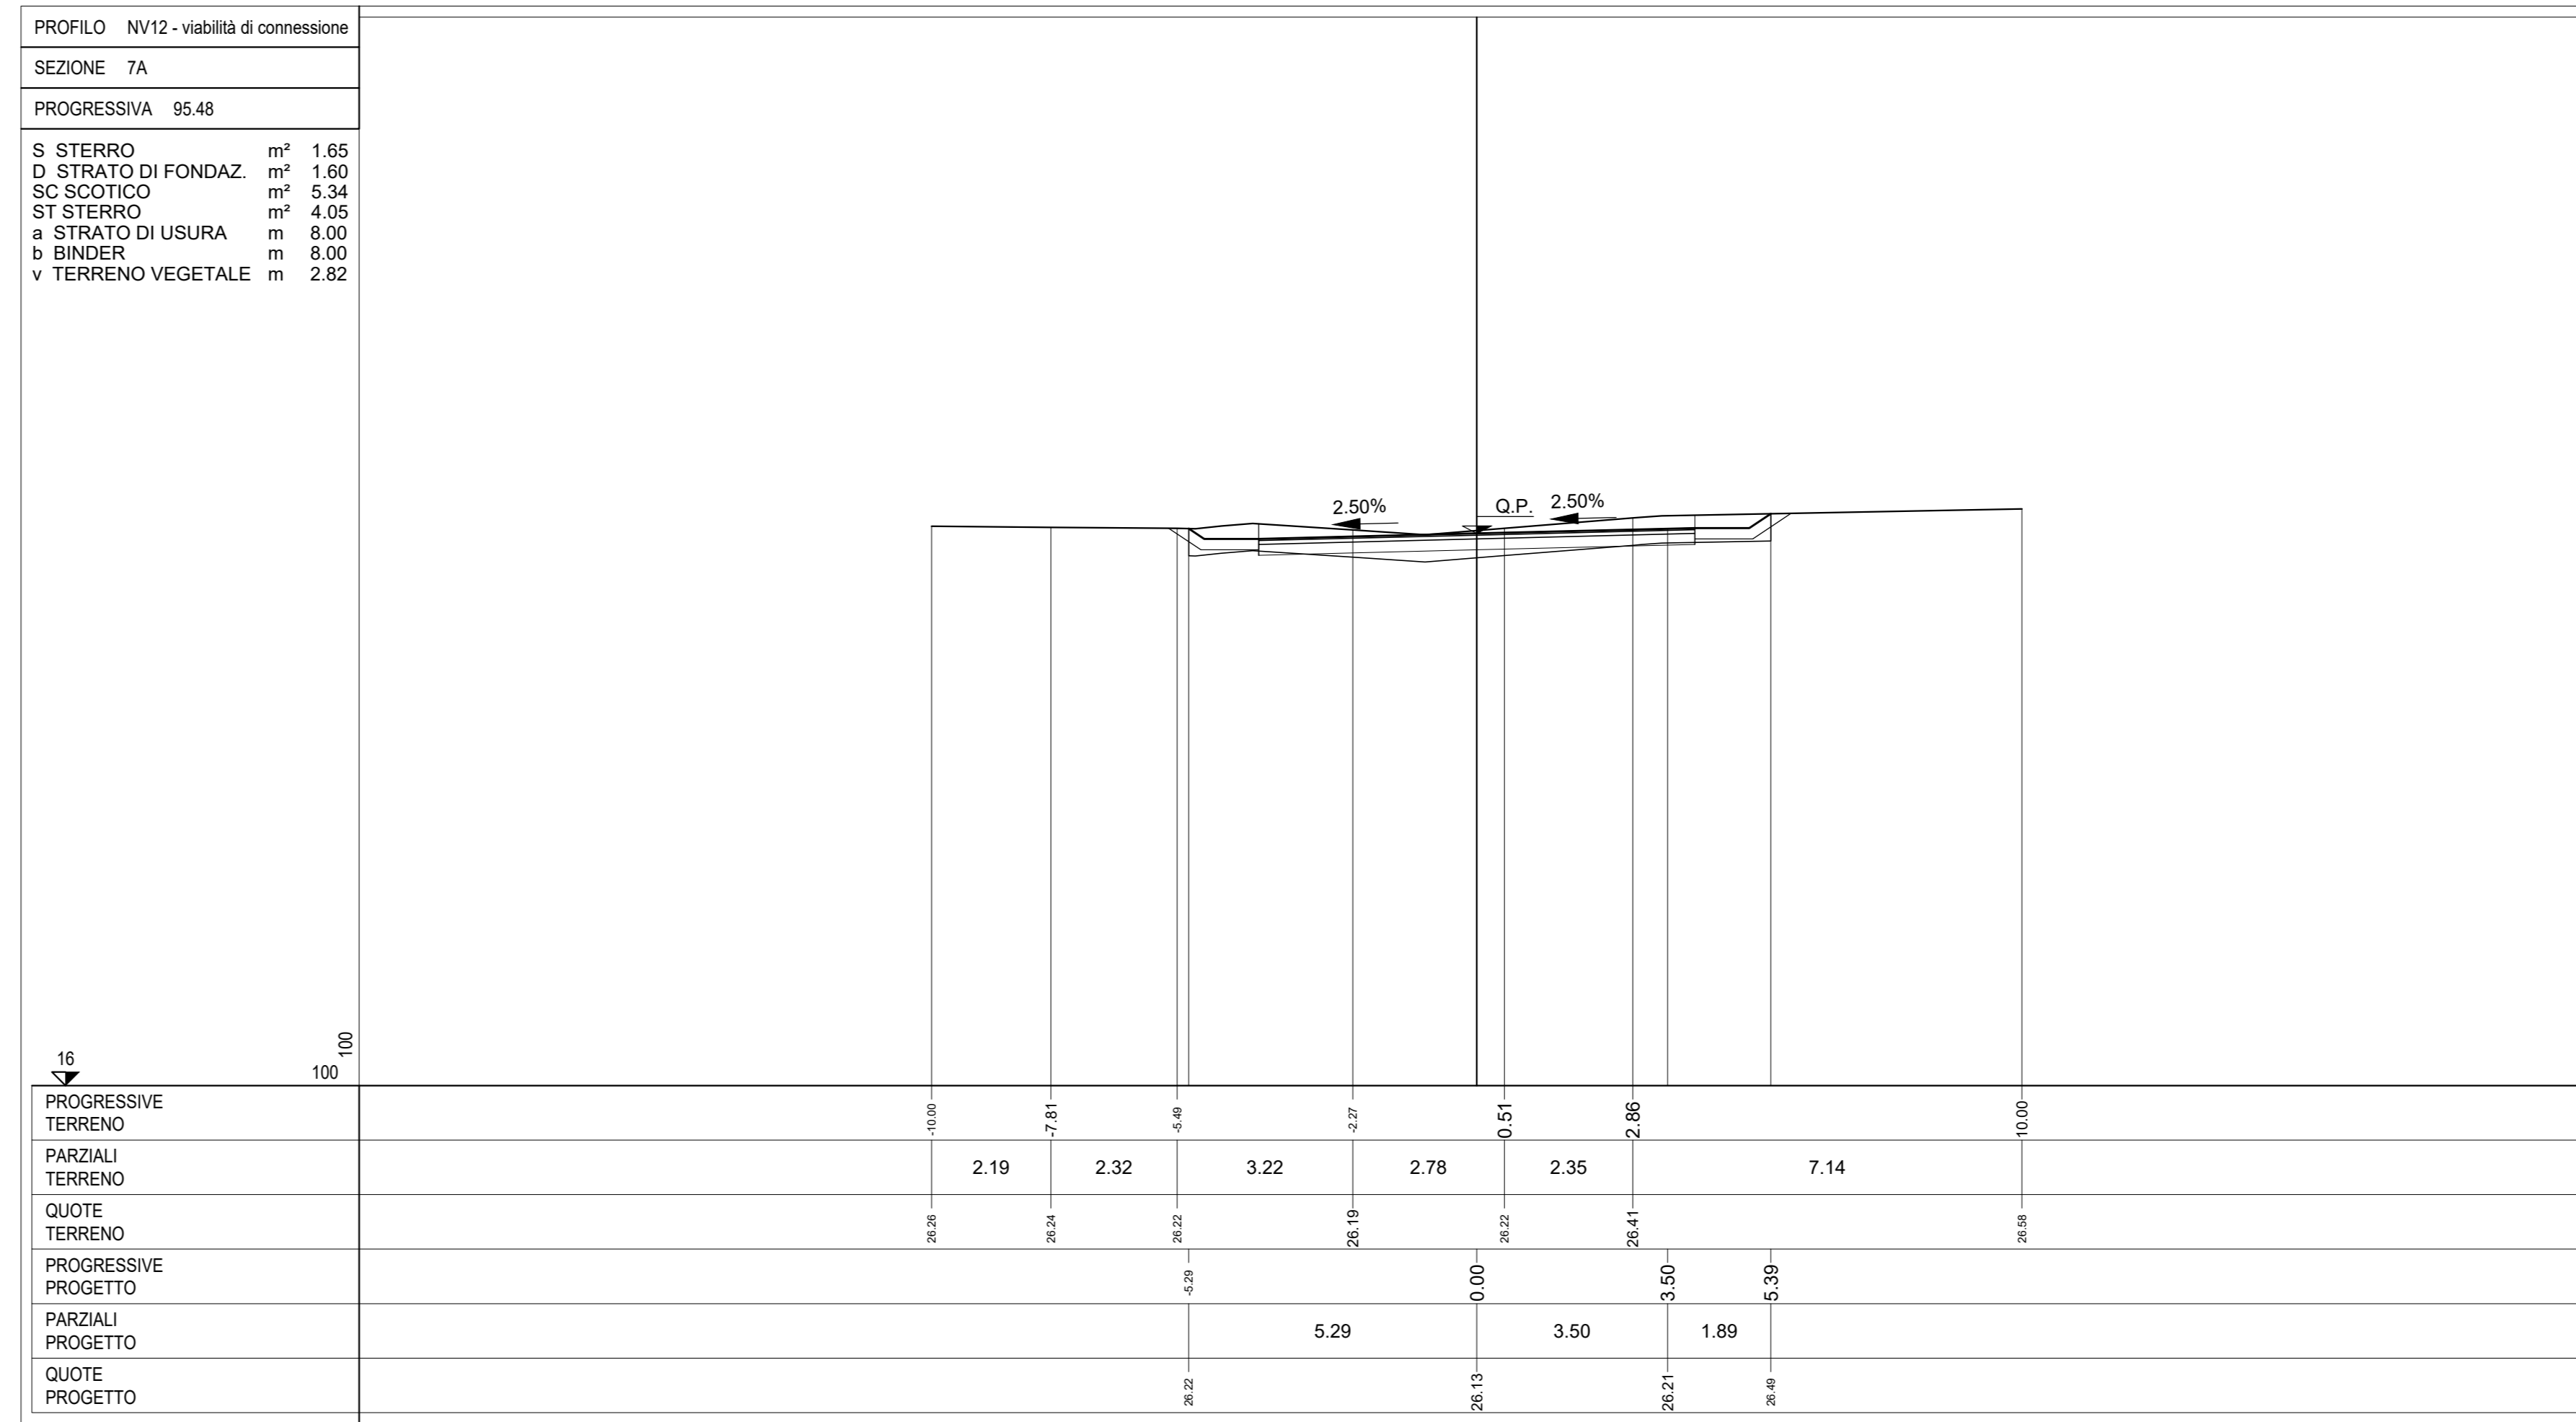 PROFILO NV12 - viabilità di connessione
SEZIONE 7A
PROGRESSIVA 95.48
S STERRO m² 1.65
D STRATO DI FONDAZ. m² 1.60
SC SCOTICO m² 5.34
ST STERRO m² 4.05
a STRATO DI USURA m 8.00
b BINDER m 8.00
v TERRENO VEGETALE m 2.82
2.50% Q.P. 2.50%
16 100 100
PROGRESSIVE
TERRENO
-10.00 -7.81 -5.49 -2.27 0.51 2.86 10.00
PARZIALI
TERRENO
2.19 2.32 3.22 2.78 2.35 7.14
QUOTE
TERRENO
26.26 26.24 26.22 26.19 26.22 26.41 26.58
PROGRESSIVE
PROGETTO
-5.29 0.00 3.50 5.39
PARZIALI
PROGETTO
5.29 3.50 1.89
QUOTE
PROGETTO
26.22 26.13 26.21 26.49